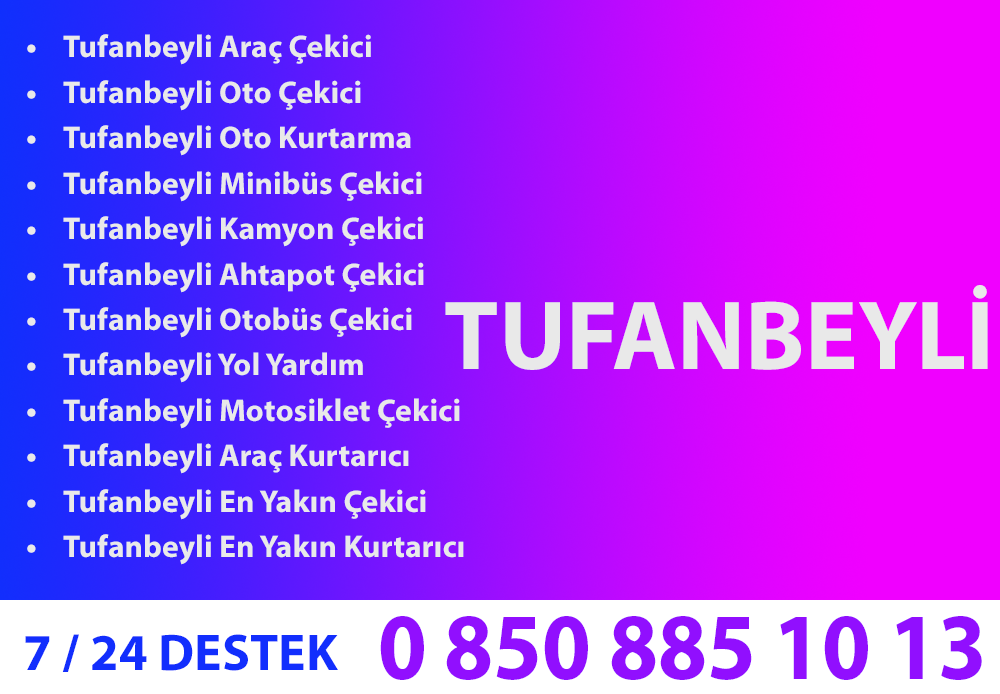 • Tufanbeyli Araç Çekici
• Tufanbeyli Oto Çekici
• Tufanbeyli Oto Kurtarma
• Tufanbeyli Minibüs Çekici
• Tufanbeyli Kamyon Çekici
• Tufanbeyli Ahtapot Çekici
• Tufanbeyli Otobüs Çekici
• Tufanbeyli Yol Yardım
• Tufanbeyli Motosiklet Çekici
• Tufanbeyli Araç Kurtarıcı
• Tufanbeyli En Yakın Çekici
• Tufanbeyli En Yakın Kurtarıcı
TUFANBEYLİ
7 / 24 DESTEK 0 850 885 10 13